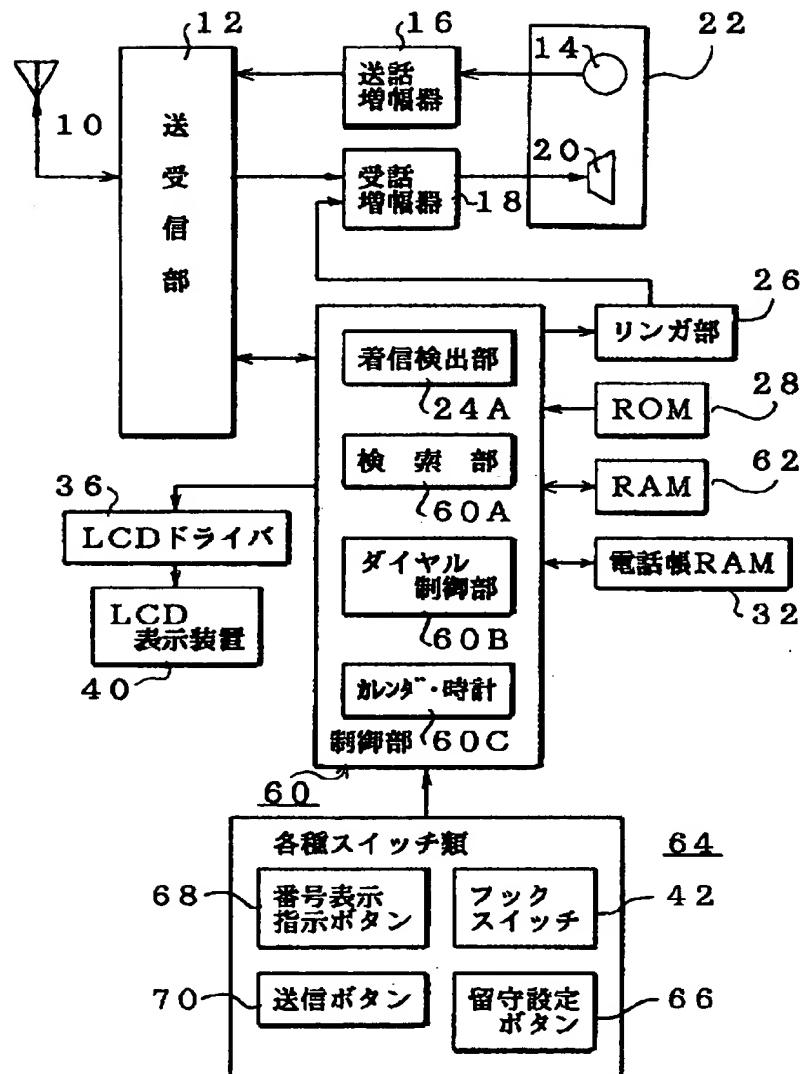 12
16
14
22
10
送受信部
送話
増幅器
20
受話
増幅器
18
26
リンガ部
着信検出部
24A
ROM
28
検索部
60A
RAM
62
36
LCDドライバ
ダイヤル
制御部
60B
電話帳RAM
32
LCD
表示装置
40
カレンダ・時計
60C
制御部
60
各種スイッチ類
64
68
番号表示
指示ボタン
フック
スイッチ
42
70
送信ボタン
留守設定
ボタン
66